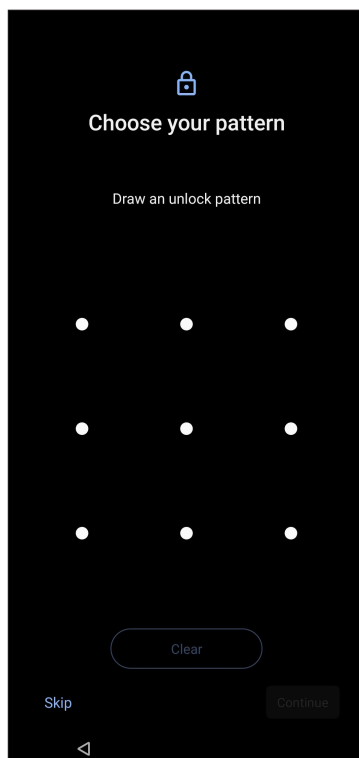 Choose your pattern
Draw an unlock pattern
Clear
Skip
Continue